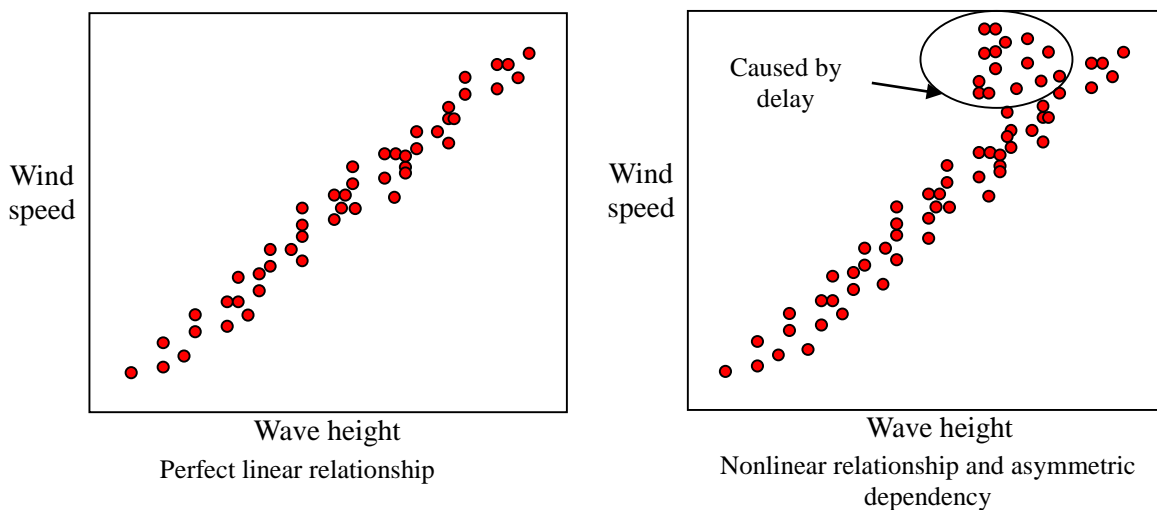 Wind
speed
Wave height
Perfect linear relationship
Caused by
delay
Wind
speed
Wave height
Nonlinear relationship and asymmetric
dependency